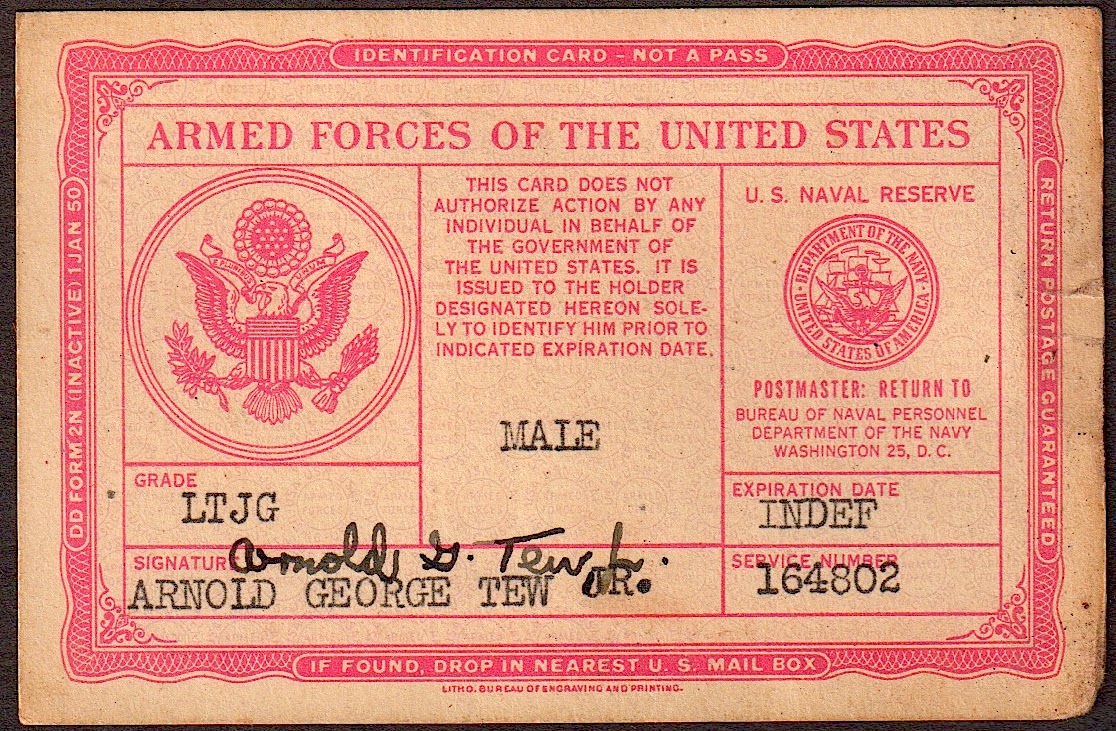 IDENTIFICATION CARD - NOT A PASS
ARMED FORCES OF THE UNITED STATES
DD FORM 2N (INACTIVE) 1 JAN 50
E PLURIBUS UNUM
GRADE
LTJG
THIS CARD DOES NOT
AUTHORIZE ACTION BY ANY
INDIVIDUAL IN BEHALF OF
THE GOVERNMENT OF
THE UNITED STATES. IT IS
ISSUED TO THE HOLDER
DESIGNATED HEREON SOLE-
LY TO IDENTIFY HIM PRIOR TO
INDICATED EXPIRATION DATE.
MALE
U. S. NAVAL RESERVE
DEPARTMENT OF THE NAVY
UNITED STATES OF AMERICA
POSTMASTER: RETURN TO
BUREAU OF NAVAL PERSONNEL
DEPARTMENT OF THE NAVY
WASHINGTON 25, D. C.
EXPIRATION DATE
INDEF
RETURN POSTAGE GUARANTEED
SIGNATURE
Arnold G. Tew Jr.
ARNOLD GEORGE TEW JR.
SERVICE NUMBER
164802
IF FOUND, DROP IN NEAREST U. S. MAIL BOX
LITHO. BUREAU OF ENGRAVING AND PRINTING.